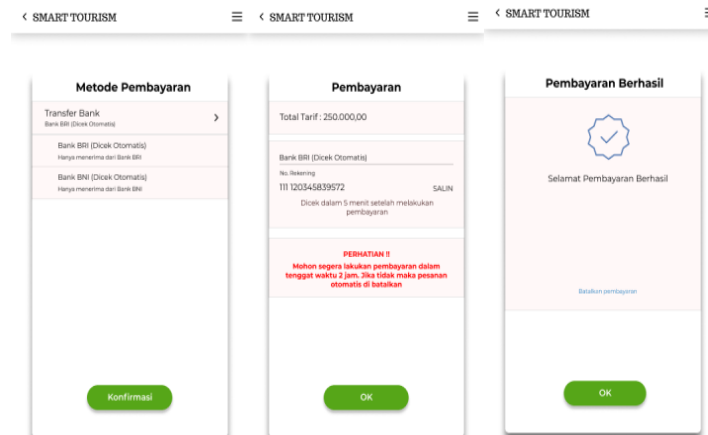 SMART TOURISM
Metode Pembayaran
Transfer Bank
Bank BRI (Dicek Otomatis)
Bank BRI (Dicek Otomatis)
Hanya menerima dari Bank BRI
Bank BNI (Dicek Otomatis)
Hanya menerima dari Bank BNI
Konfirmasi
SMART TOURISM
Pembayaran
Total Tarif : 250.000,00
Bank BRI (Dicek Otomatis)
No. Rekening
111 120345839572 SALIN
Dicek dalam 5 menit setelah melakukan
pembayaran
PERHATIAN !!
Mohon segera lakukan pembayaran dalam
tenggat waktu 2 jam. Jika tidak maka pesanan
otomatis di batalkan
OK
SMART TOURISM
Pembayaran Berhasil
Selamat Pembayaran Berhasil
Batalkan pembayaran
OK